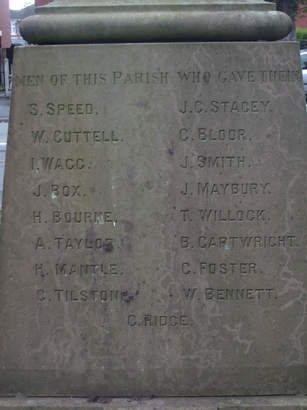 MEN OF THIS PARISH WHO GAVE THEIR
S. SPEED. J. C. STACEY.
W. CUTTELL. C. BLOOR.
I. WAGG. J. SMITH.
J. BOX. J. MAYBURY.
H. BOURNE. T. WILLOCK.
A. TAYLOR. B. CARTWRIGHT.
H. MANTLE. C. FOSTER.
C. TILSTONE. W. BENNETT.
C. RIDGE.